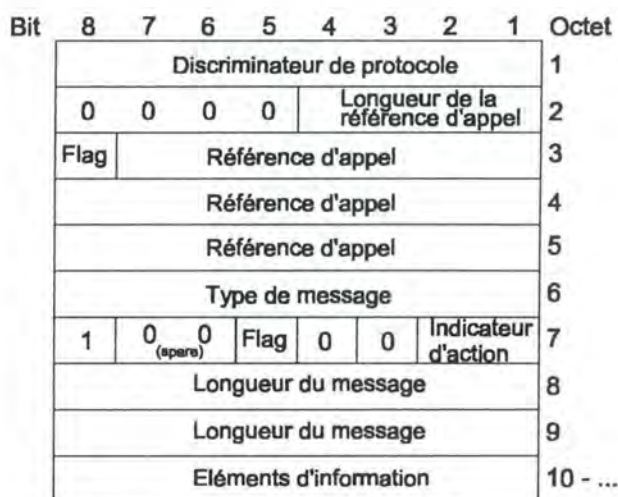 Bit 8 7 6 5 4 3 2 1 Octet
Discriminateur de protocole 1
0 0 0 0 Longueur de la
référence d'appel 2
Flag Référence d'appel 3
Référence d'appel 4
Référence d'appel 5
Type de message 6
1 0 0 Flag 0 0 Indicateur
(spare) d'action 7
Longueur du message 8
Longueur du message 9
Eléments d'information 10 - ...